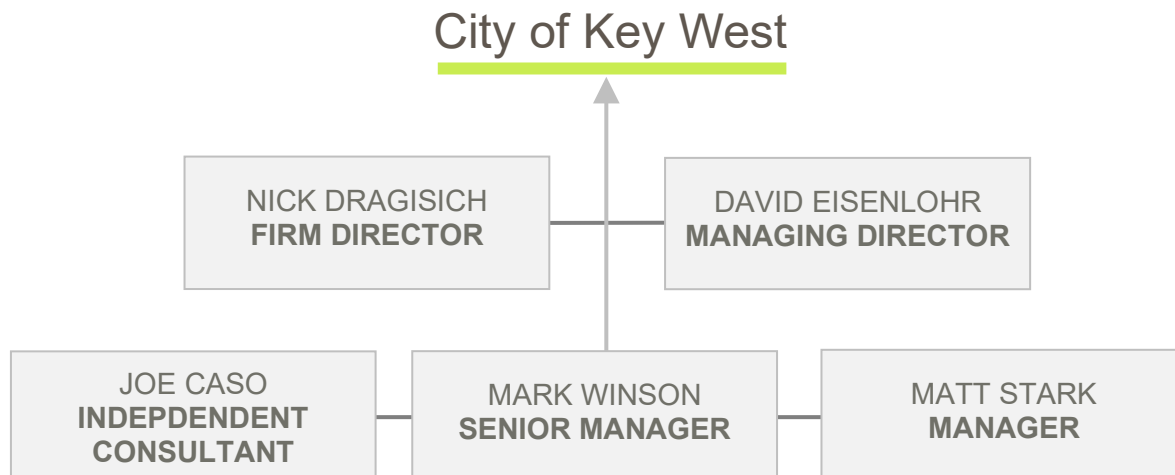 City of Key West
NICK DRAGISICH
FIRM DIRECTOR
DAVID EISENLOHR
MANAGING DIRECTOR
JOE CASO
INDEPDENDENT
CONSULTANT
MARK WINSON
SENIOR MANAGER
MATT STARK
MANAGER